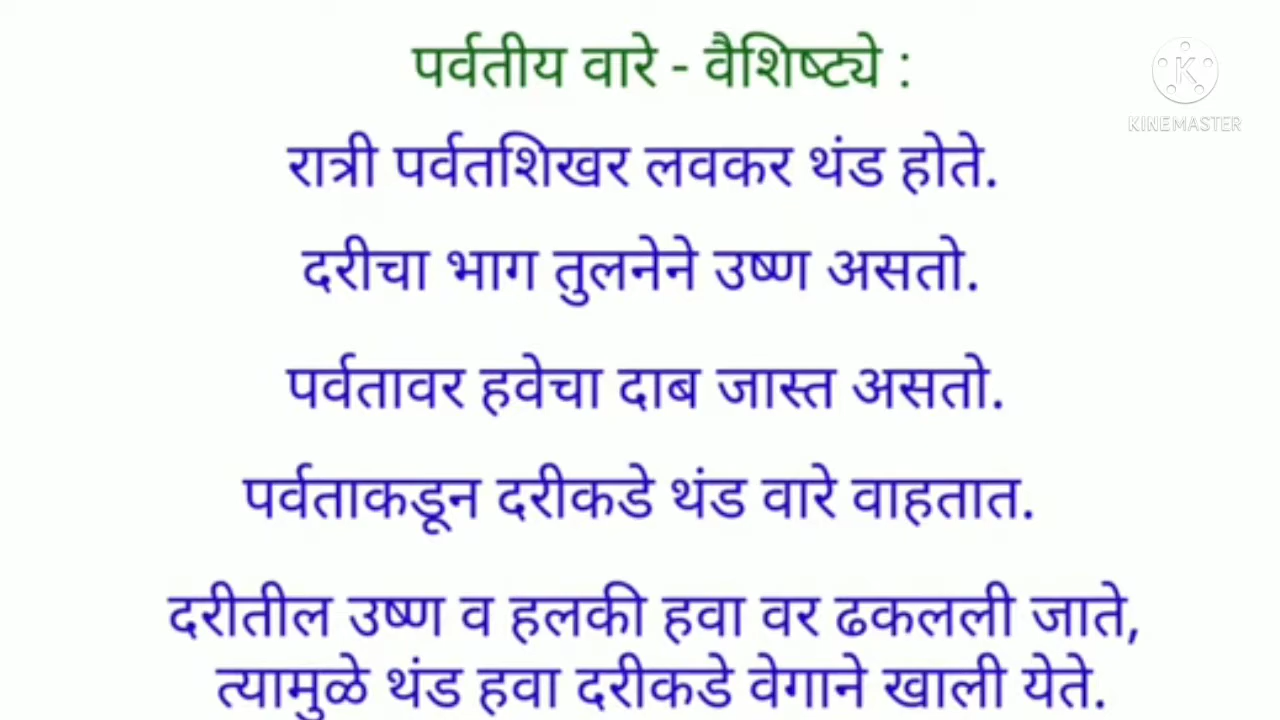 पर्वतीय वारे - वैशिष्ट्ये :
KINEMASTER
रात्री पर्वतशिखर लवकर थंड होते.
दरीचा भाग तुलनेने उष्ण असतो.
पर्वतावर हवेचा दाब जास्त असतो.
पर्वताकडून दरीकडे थंड वारे वाहतात.
दरीतील उष्ण व हलकी हवा वर ढकलली जाते,
त्यामुळे थंड हवा दरीकडे वेगाने खाली येते.